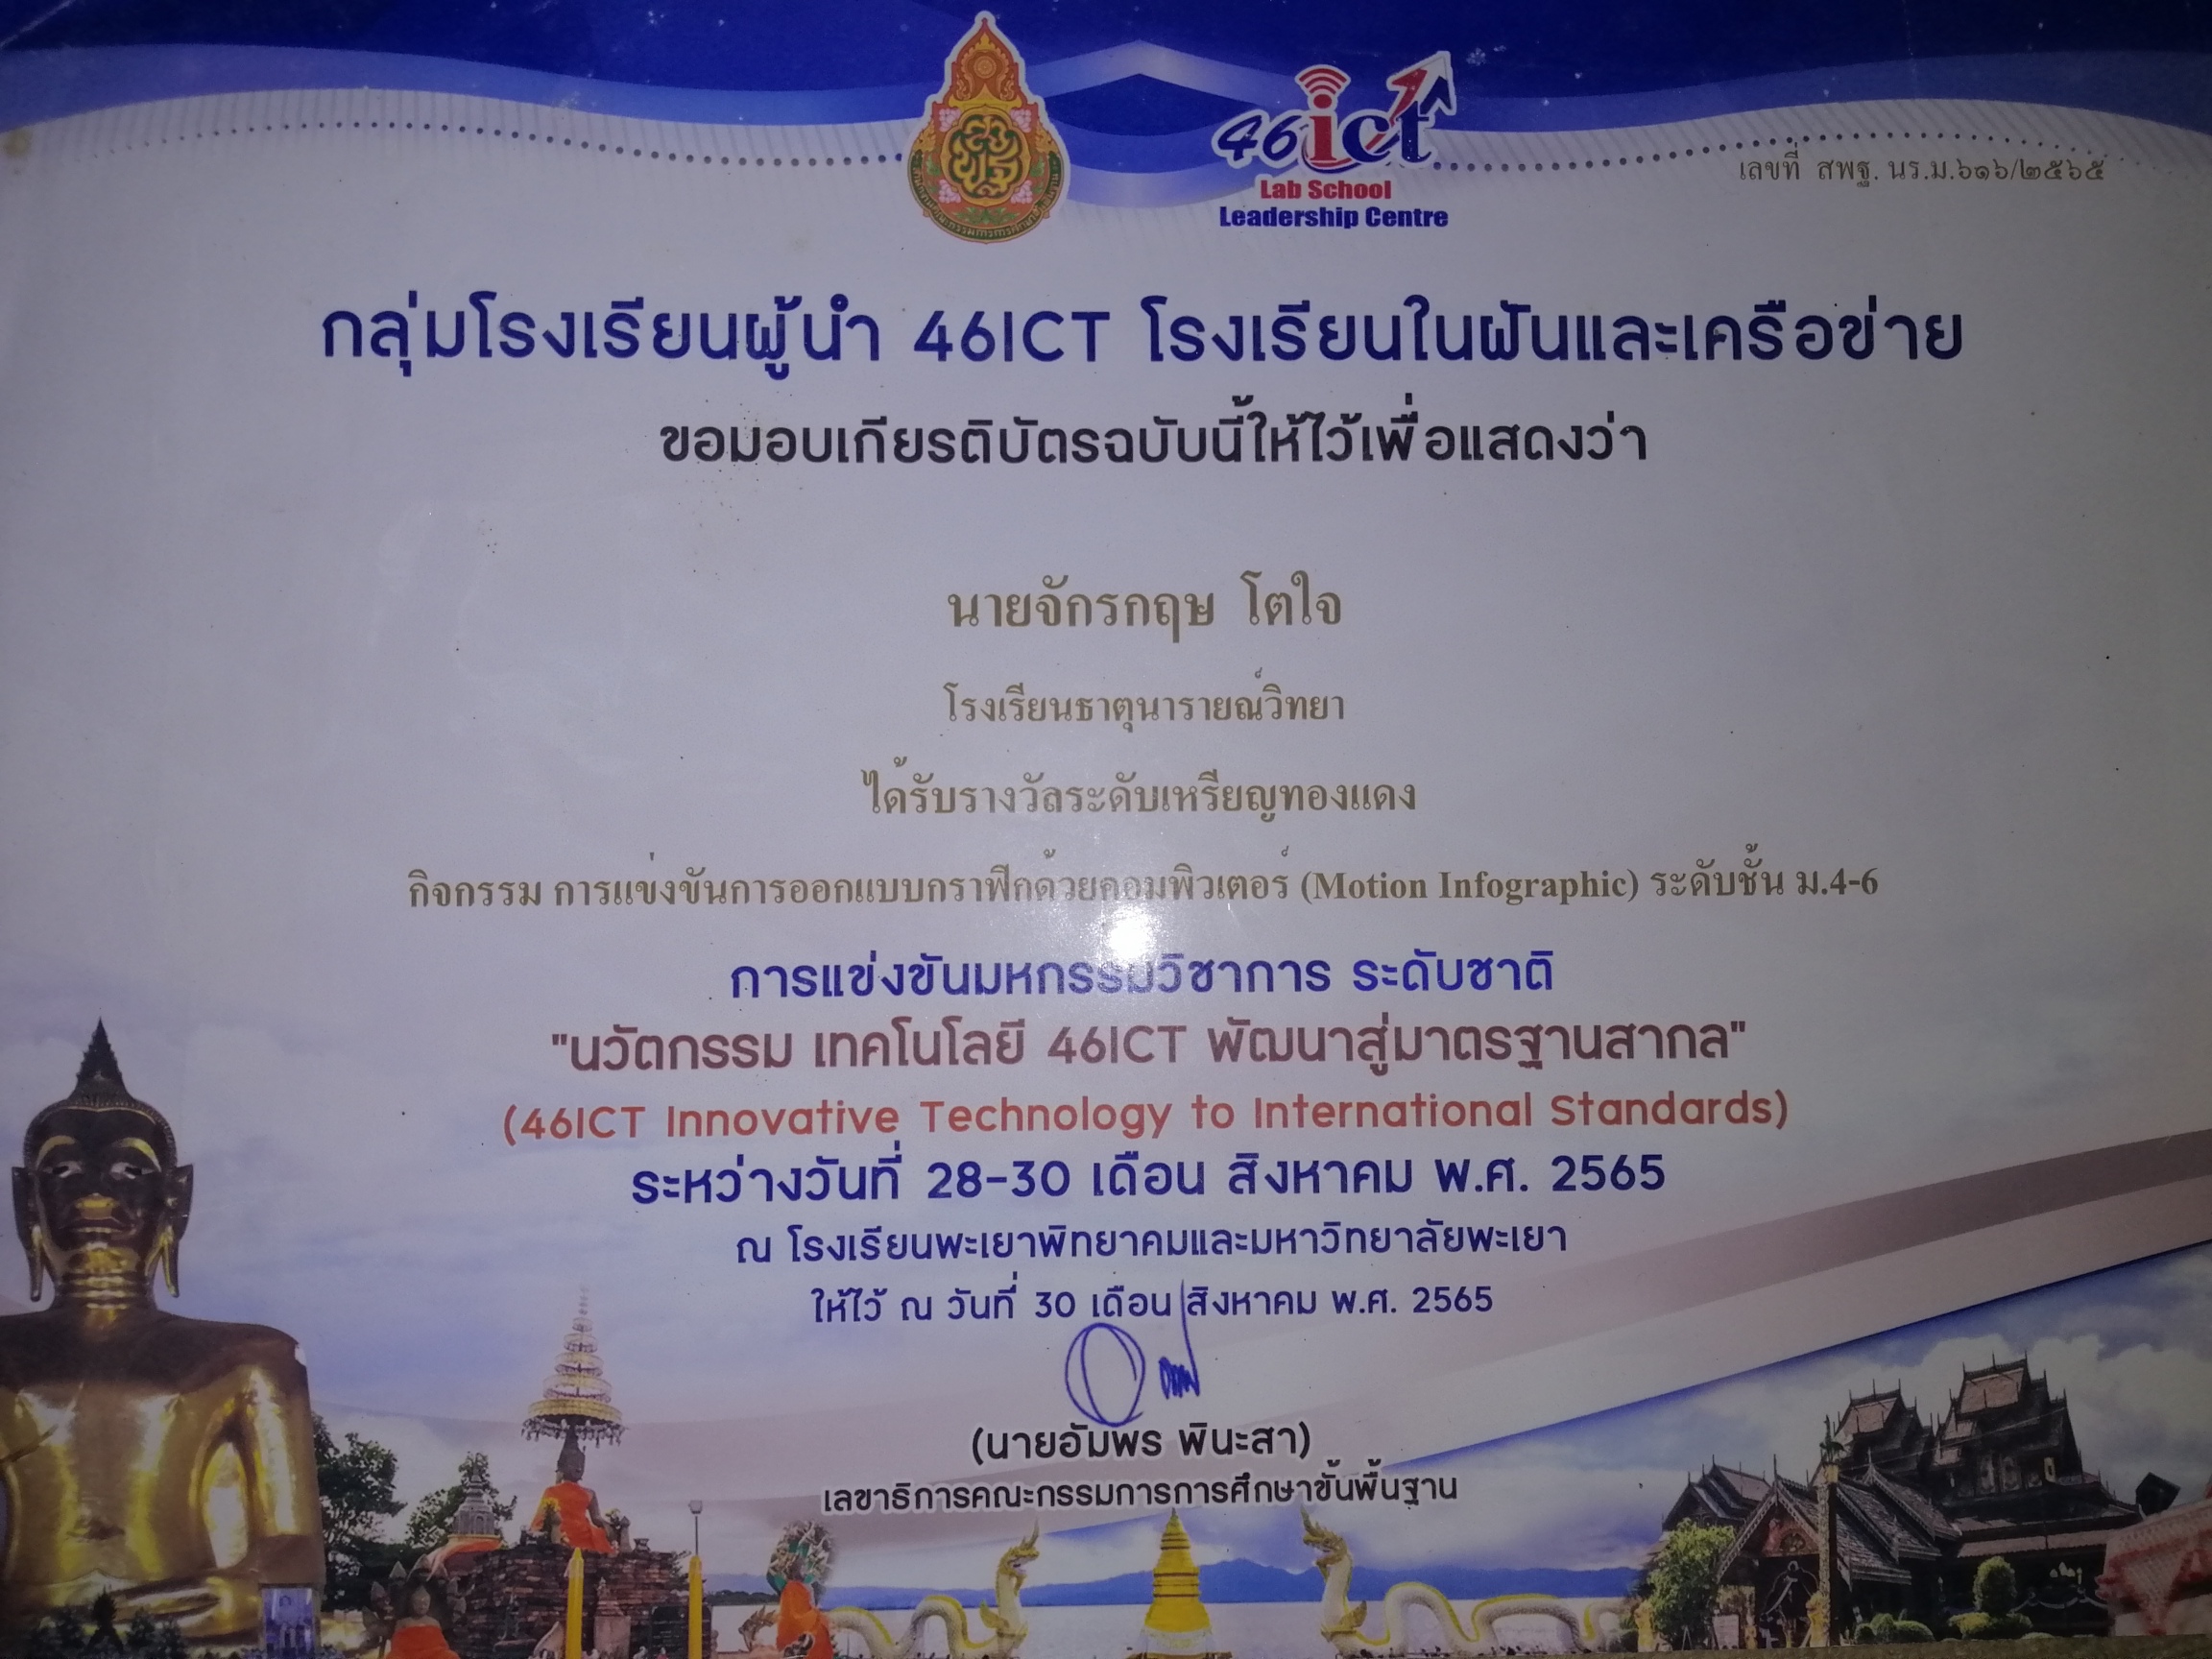 46ict
Lab School
Leadership Centre
เลขที่ สพฐ. นร.ม.๖๑๖/๒๕๖๕
กลุ่มโรงเรียนผู้นำ 46ICT โรงเรียนในฝันและเครือข่าย
ขอมอบเกียรติบัตรฉบับนี้ให้ไว้เพื่อแสดงว่า
นายจักรกฤษ โตใจ
โรงเรียนธาตุนารายณ์วิทยา
ได้รับรางวัลระดับเหรียญทองแดง
กิจกรรม การแข่งขันการออกแบบกราฟิกด้วยคอมพิวเตอร์ (Motion Infographic) ระดับชั้น ม.4-6
การแข่งขันมหกรรมวิชาการ ระดับชาติ
"นวัตกรรม เทคโนโลยี 46ICT พัฒนาสู่มาตรฐานสากล"
(46ICT Innovative Technology to International Standards)
ระหว่างวันที่ 28-30 เดือน สิงหาคม พ.ศ. 2565
ณ โรงเรียนพะเยาพิทยาคมและมหาวิทยาลัยพะเยา
ให้ไว้ ณ วันที่ 30 เดือน สิงหาคม พ.ศ. 2565
(นายอัมพร พินะสา)
เลขาธิการคณะกรรมการการศึกษาขั้นพื้นฐาน